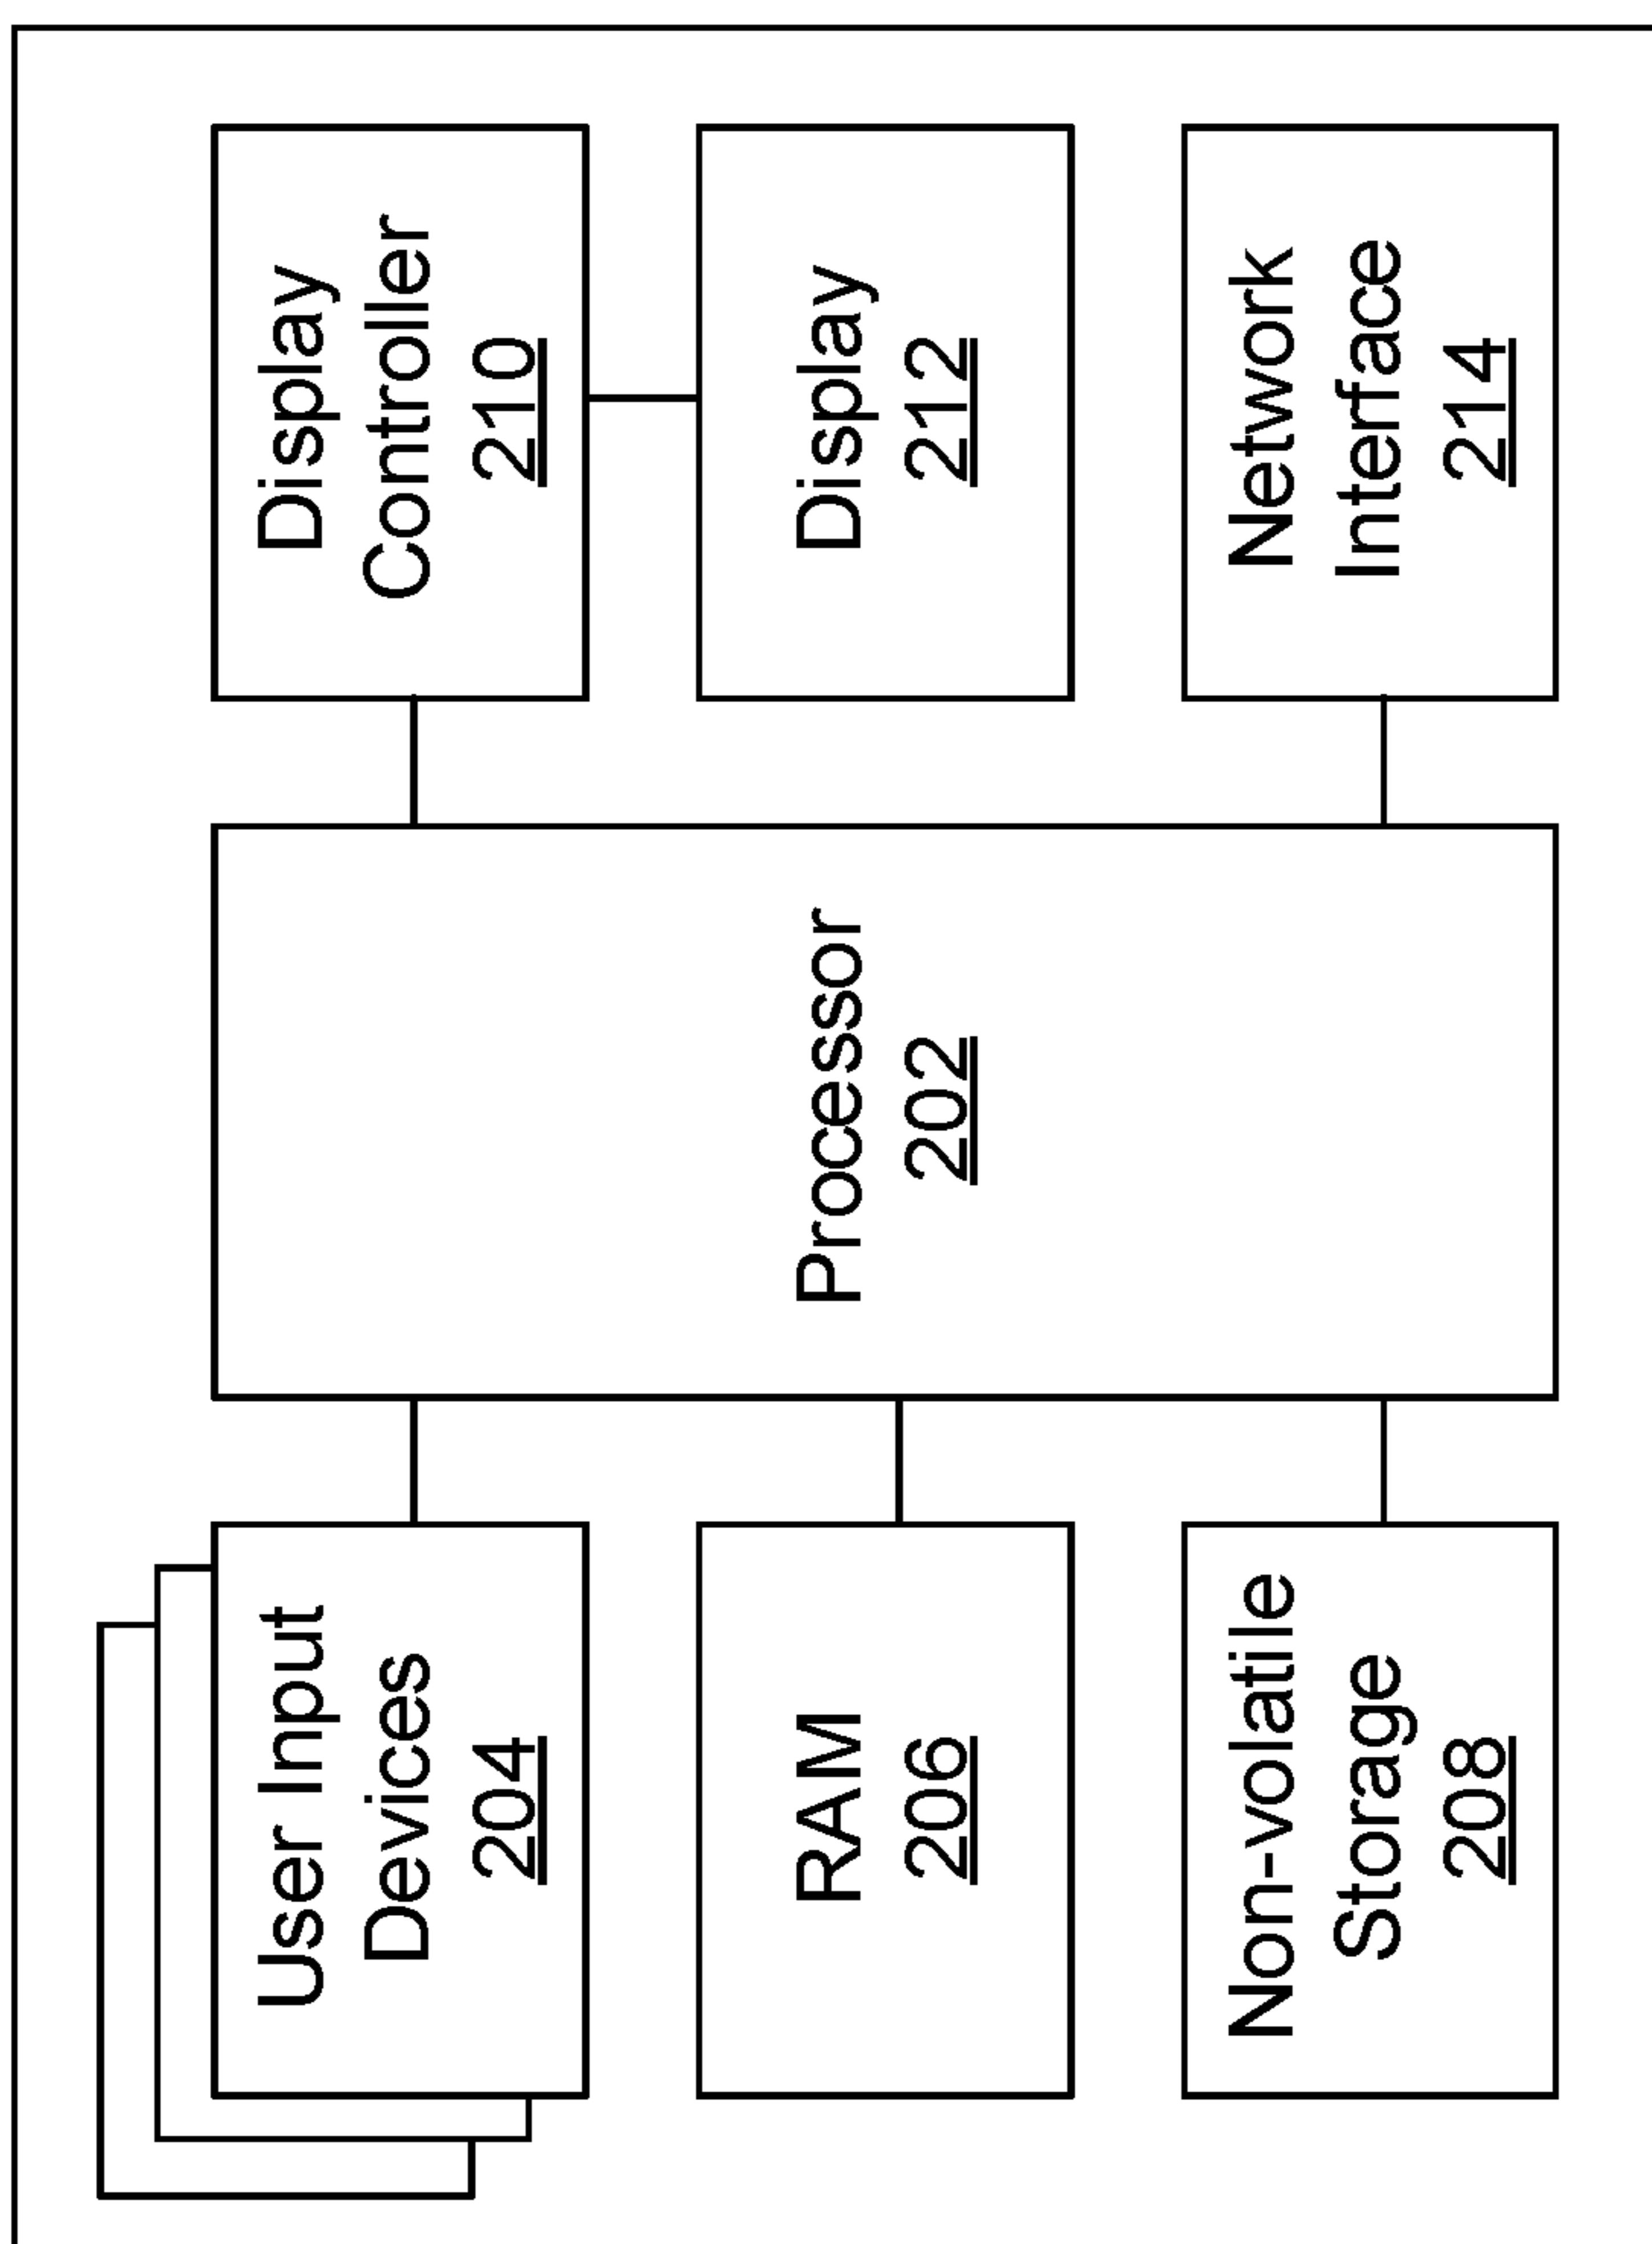 User Input
Devices
204
RAM
206
Non-volatile
Storage
208
Processor
202
Display
Controller
210
Display
212
Network
Interface
214